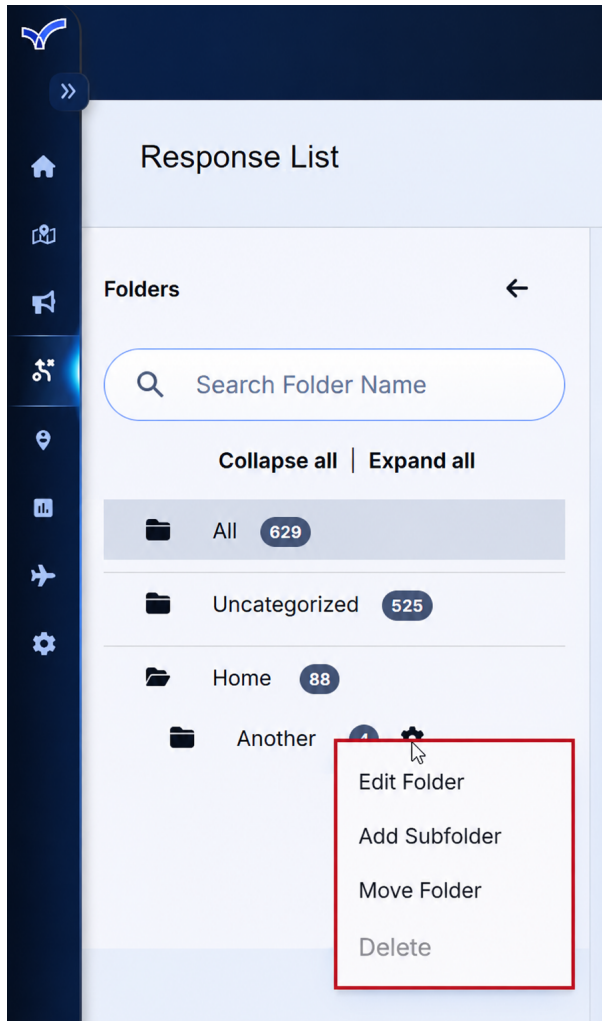 Response List
Folders
Search Folder Name
Collapse all | Expand all
All 629
Uncategorized 525
Home 88
Another
Edit Folder
Add Subfolder
Move Folder
Delete